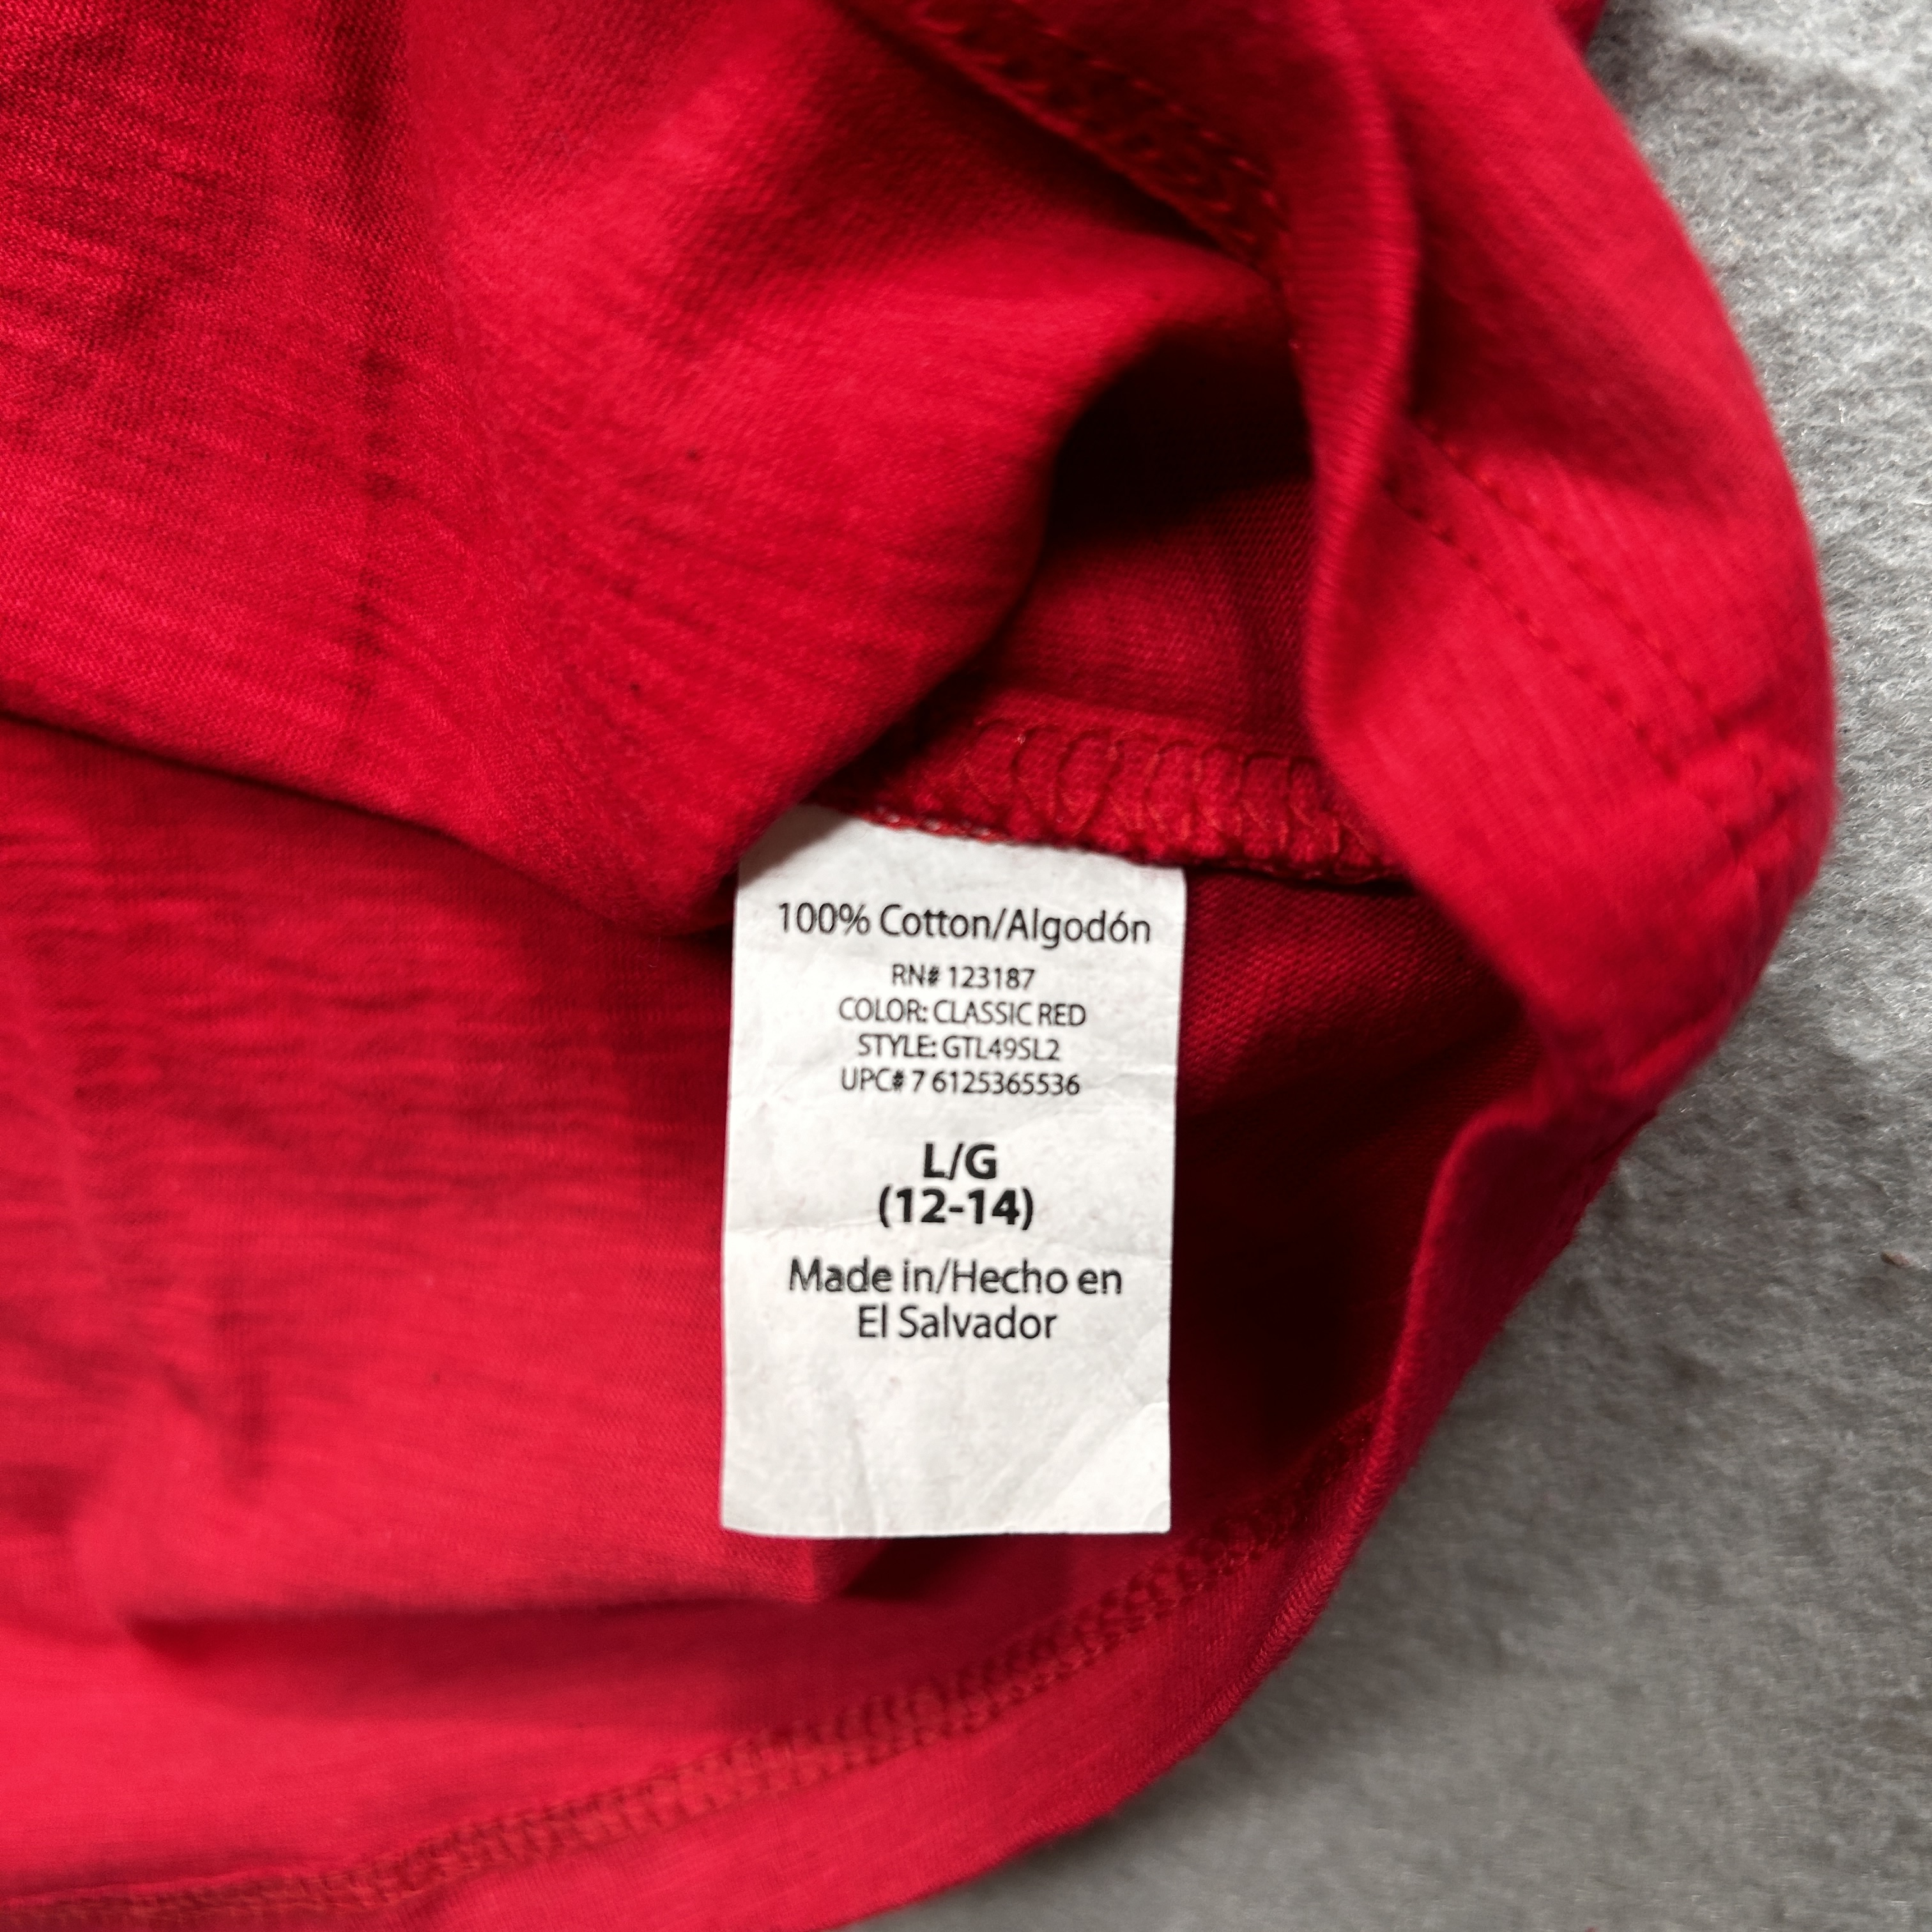 100% Cotton/Algodón
RN# 123187
COLOR: CLASSIC RED
STYLE: GTL49SL2
UPC# 7 6125365536
L/G
(12-14)
Made in/Hecho en
El Salvador